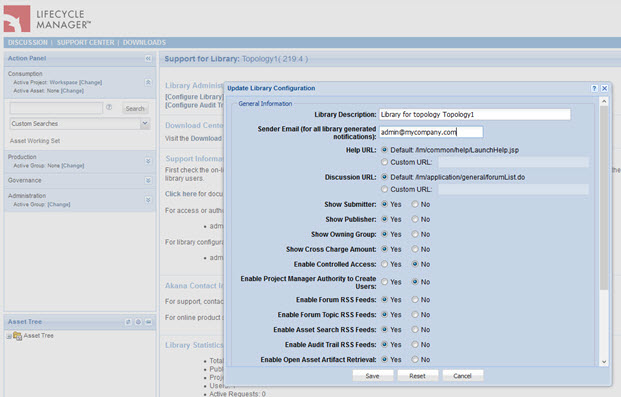 LIFECYCLE
MANAGER™
DISCUSSION | SUPPORT CENTER | DOWNLOADS
Action Panel
Consumption
Active Project: Workspace [Change]
Active Asset: None [Change]
Search
Custom Searches
Asset Working Set
Production
Active Group: None [Change]
Governance
Administration
Active Group: [Change]
Asset Tree
Asset Tree
Support for Library: Topology1( 219:4 )
Library Administ
[Configure Library]
[Configure Audit Tr
Download Center
Visit the Download
Support Informa
First check the on-l
library users.
Click here for docu
For access or autho
adm
For library configura
adm
Akana Contact In
For support, contac
For online product s
Library Statistics
Tota
Publ
Proje
Users
Active Requests: 0
Update Library Configuration
General Information
Library Description: Library for topology Topology1
Sender Email (for all library generated
notifications): admin@mycompany.com
Help URL: Default: /lm/common/help/LaunchHelp.jsp
Custom URL:
Discussion URL: Default: /lm/application/general/forumList.do
Custom URL:
Show Submitter: Yes No
Show Publisher: Yes No
Show Owning Group: Yes No
Show Cross Charge Amount: Yes No
Enable Controlled Access: Yes No
Enable Project Manager Authority to Create
Users: Yes No
Enable Forum RSS Feeds: Yes No
Enable Forum Topic RSS Feeds: Yes No
Enable Asset Search RSS Feeds: Yes No
Enable Audit Trail RSS Feeds: Yes No
Enable Open Asset Artifact Retrieval: Yes No
Save Reset Cancel